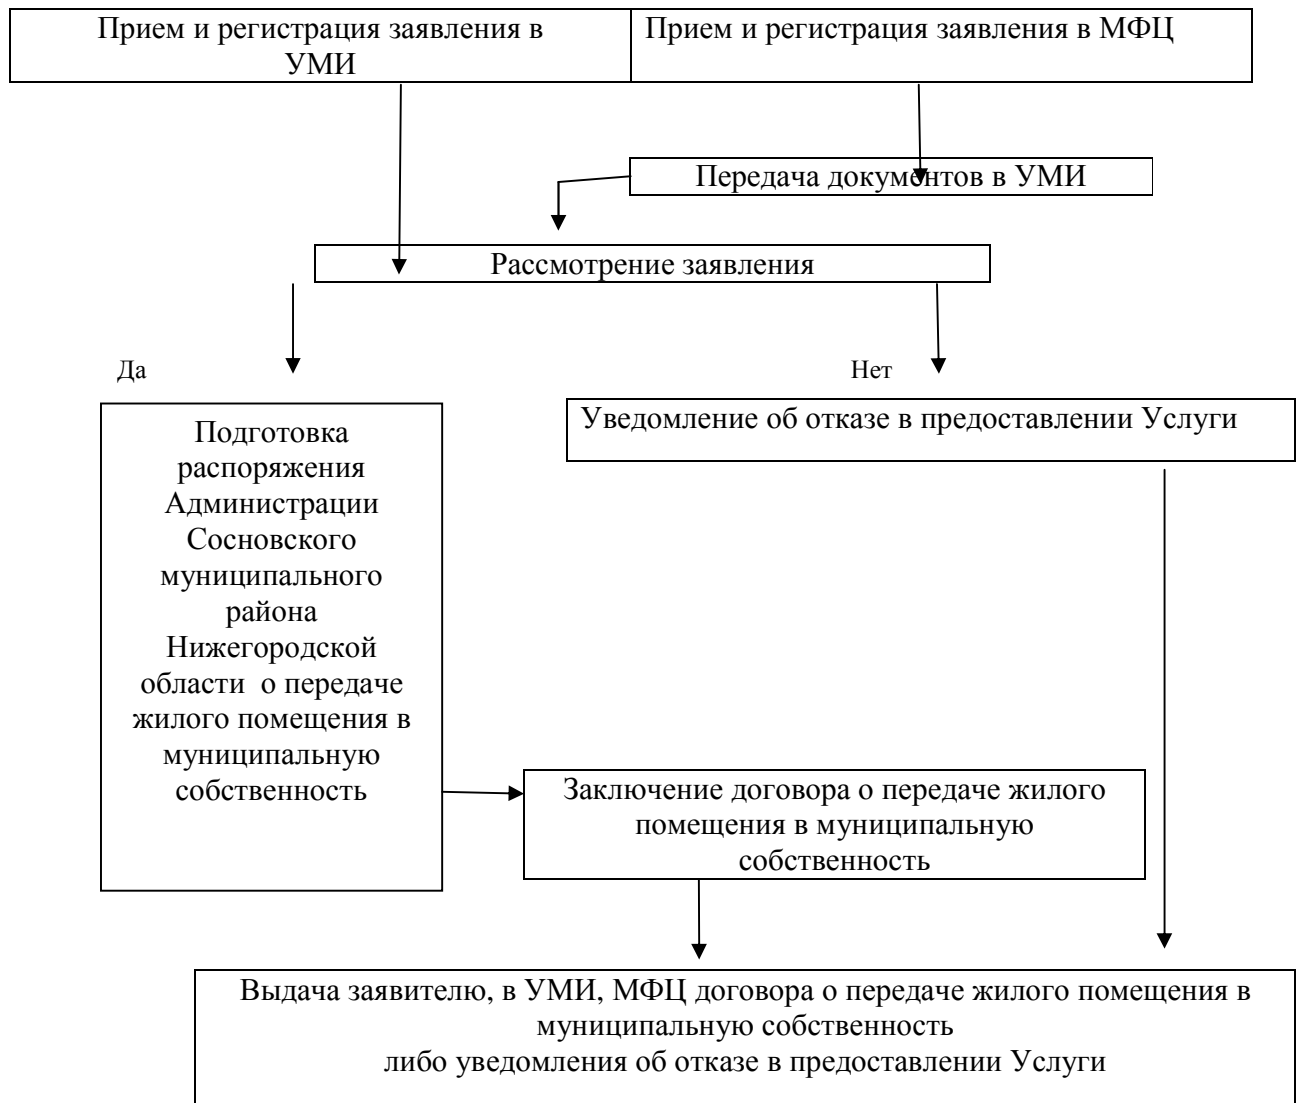 Прием и регистрация заявления в
УМИ
Прием и регистрация заявления в МФЦ
Передача документов в УМИ
Рассмотрение заявления
Да
Нет
Подготовка
распоряжения
Администрации
Сосновского
муниципального
района
Нижегородской
области о передаче
жилого помещения в
муниципальную
собственность
Уведомление об отказе в предоставлении Услуги
Заключение договора о передаче жилого
помещения в муниципальную
собственность
Выдача заявителю, в УМИ, МФЦ договора о передаче жилого помещения в
муниципальную собственность
либо уведомления об отказе в предоставлении Услуги